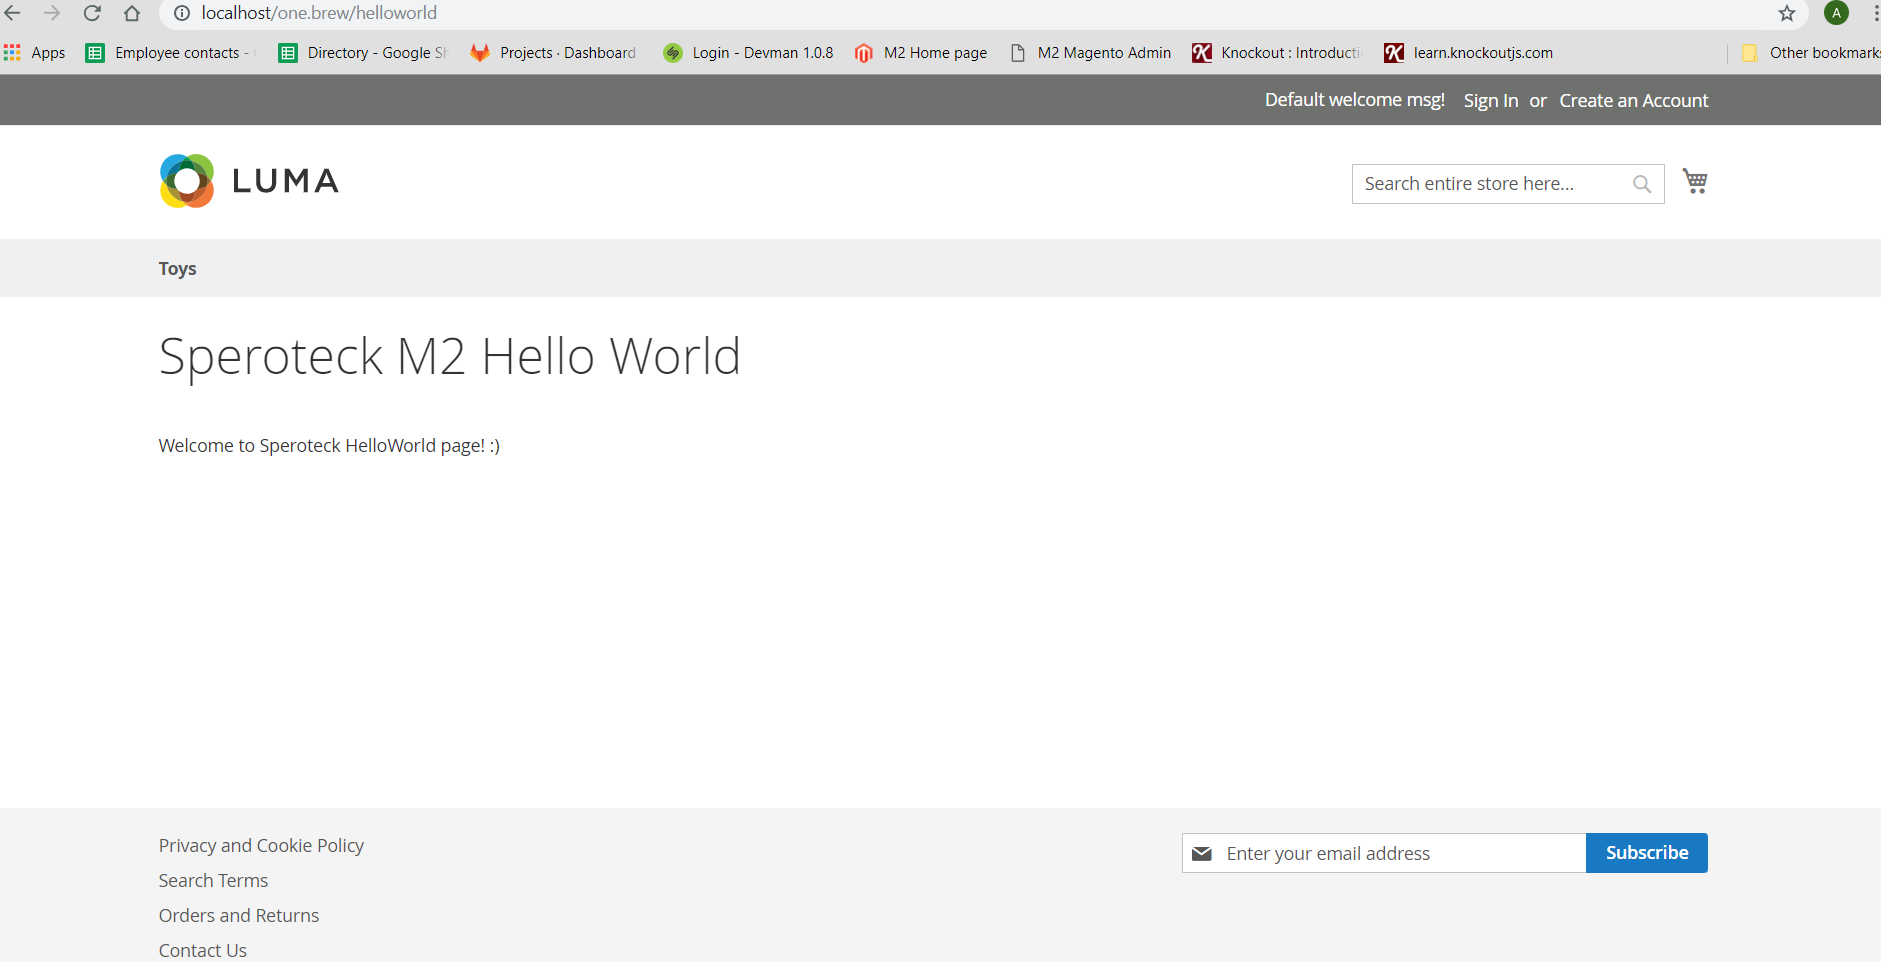 localhost/one.brew/helloworld
A
Apps Employee contacts - Directory - Google Sh Projects · Dashboard Login - Devman 1.0.8 M2 Home page M2 Magento Admin Knockout : Introducti learn.knockoutjs.com Other bookmarks
Default welcome msg! Sign In or Create an Account
LUMA
Search entire store here...
Toys
Speroteck M2 Hello World
Welcome to Speroteck HelloWorld page! :)
Privacy and Cookie Policy
Enter your email address Subscribe
Search Terms
Orders and Returns
Contact Us